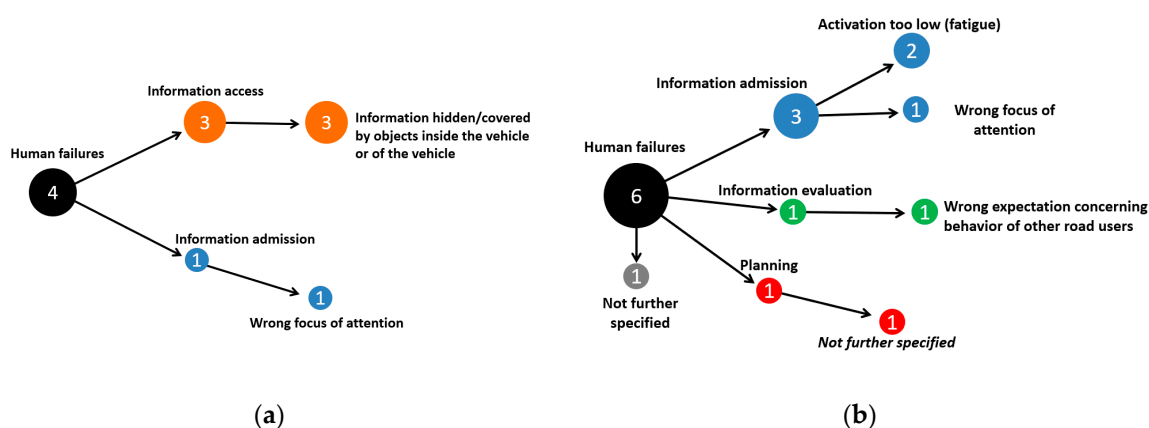 Information access
3
3
Information hidden/covered
by objects inside the vehicle
or of the vehicle
Human failures
4
Information admission
1
1
Wrong focus of attention
(a)
Activation too low (fatigue)
2
Information admission
3
1
Wrong focus of
attention
Human failures
6
Information evaluation
1
1
Wrong expectation concerning
behavior of other road users
1
Not further
specified
Planning
1
1
Not further specified
(b)